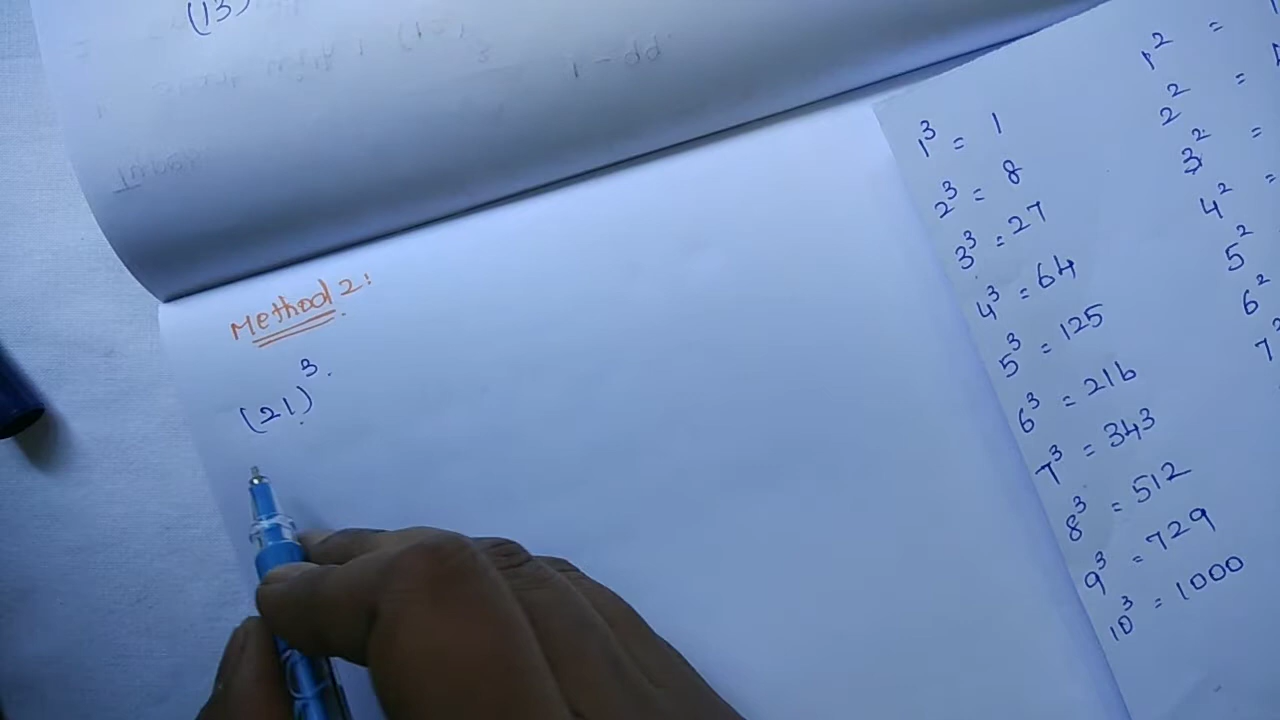 (13)
Method 2:
(21)³.
1³ = 1
2³ = 8
3³ = 27
4³ = 64
5³ = 125
6³ = 216
7³ = 343
8³ = 512
9³ = 729
10³ = 1000
1² =
2² =
3² =
4² =
5²
6²
7²